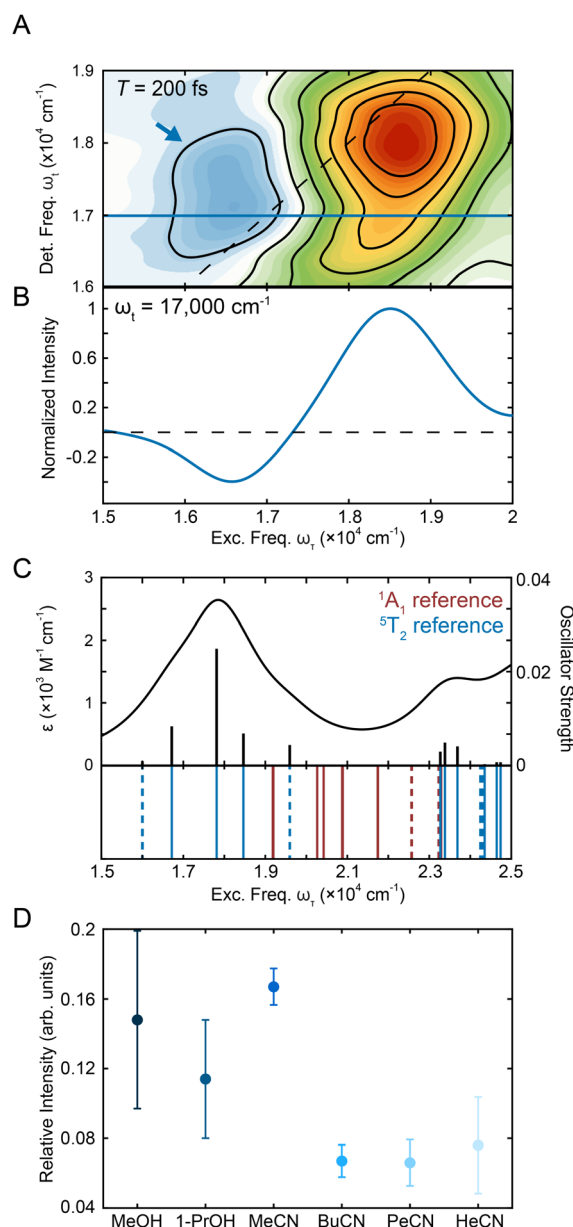 A
T = 200 fs
Det. Freq. ωt (x10⁴ cm⁻¹)
1.9
1.8
1.7
1.6
B
ωt = 17,000 cm⁻¹
Normalized Intensity
1
0.6
0.2
-0.2
1.5 1.6 1.7 1.8 1.9 2
Exc. Freq. ωτ (×10⁴ cm⁻¹)
C
¹A₁ reference
⁵T₂ reference
ε (×10³ M⁻¹ cm⁻¹)
3
2
1
0
0.04
0.02
0
Oscillator Strength
1.5 1.7 1.9 2.1 2.3 2.5
Exc. Freq. ωτ (×10⁴ cm⁻¹)
D
Relative Intensity (arb. units)
0.2
0.16
0.12
0.08
0.04
MeOH 1-PrOH MeCN BuCN PeCN HeCN